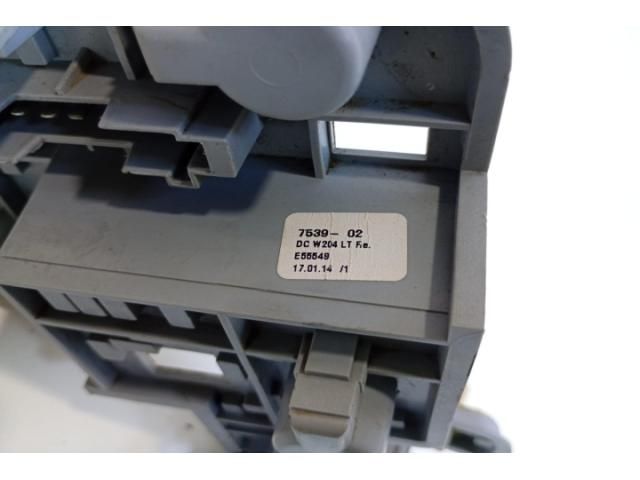 7539- 02
DC W204 LT Re.
E55549
17.01.14 /1